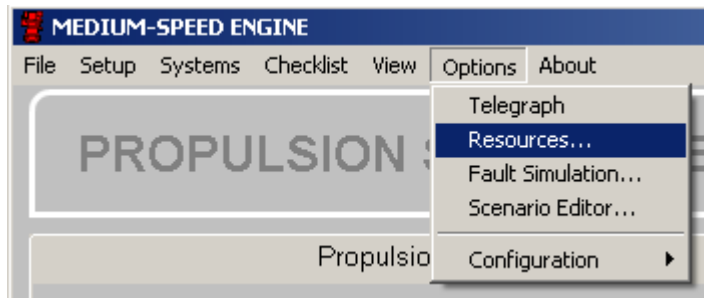 MEDIUM-SPEED ENGINE
File Setup Systems Checklist View Options About
Telegraph
PROPULSION
Resources...
Fault Simulation...
Scenario Editor...
Configuration